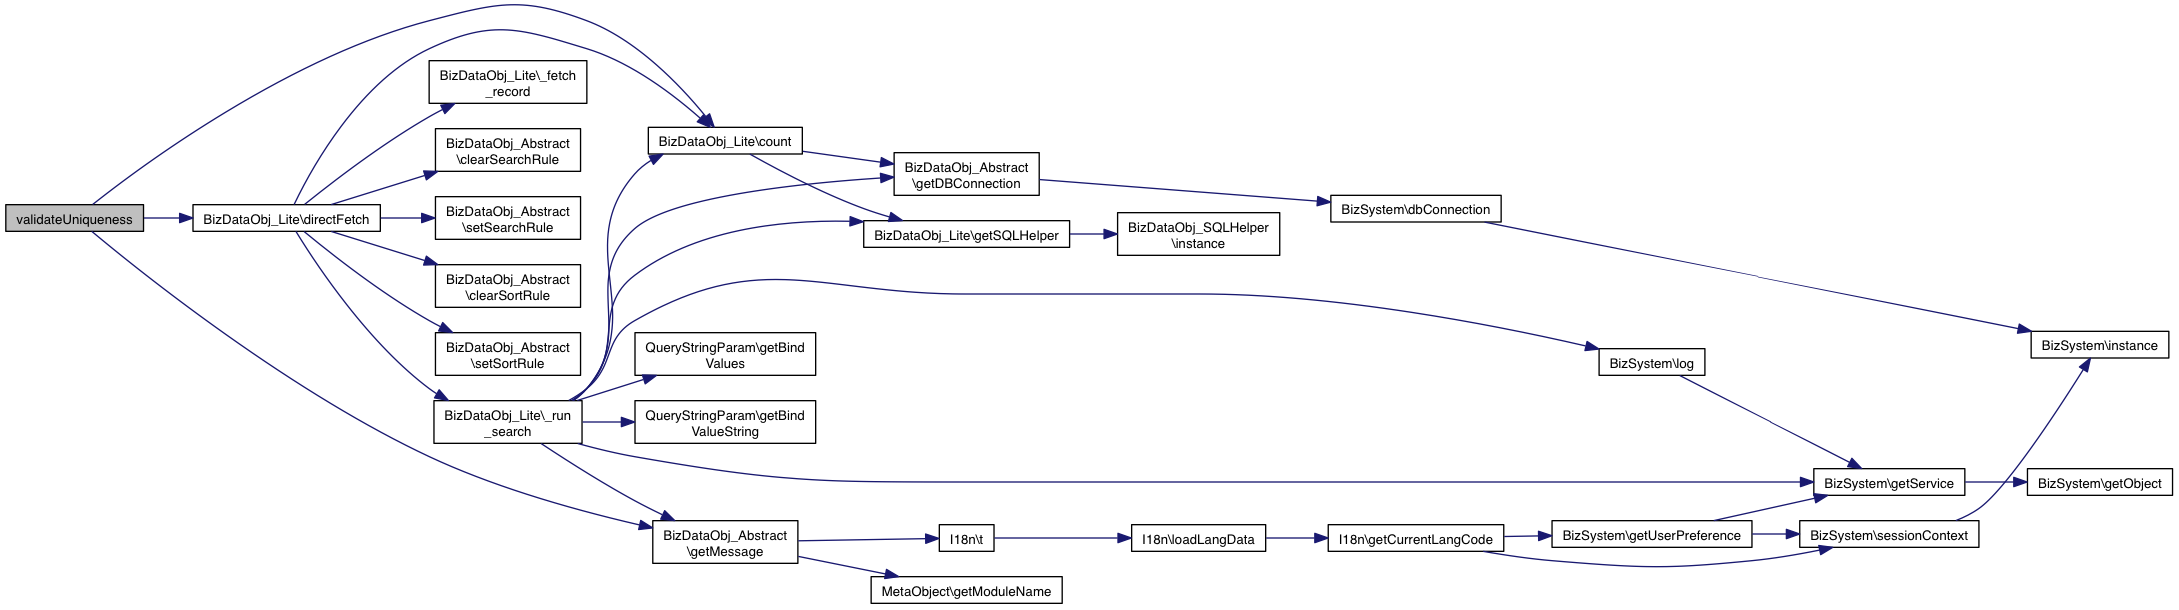 validateUniqueness
BizDataObj_Lite\directFetch
BizDataObj_Lite\_fetch
_record
BizDataObj_Abstract
\clearSearchRule
BizDataObj_Abstract
\setSearchRule
BizDataObj_Abstract
\clearSortRule
BizDataObj_Abstract
\setSortRule
BizDataObj_Lite\_run
_search
BizDataObj_Lite\count
QueryStringParam\getBind
Values
QueryStringParam\getBind
ValueString
BizDataObj_Abstract
\getMessage
BizDataObj_Abstract
\getDBConnection
BizDataObj_Lite\getSQLHelper
I18n\t
MetaObject\getModuleName
BizDataObj_SQLHelper
\instance
I18n\loadLangData
BizSystem\dbConnection
I18n\getCurrentLangCode
BizSystem\log
BizSystem\getUserPreference
BizSystem\getService
BizSystem\sessionContext
BizSystem\instance
BizSystem\getObject